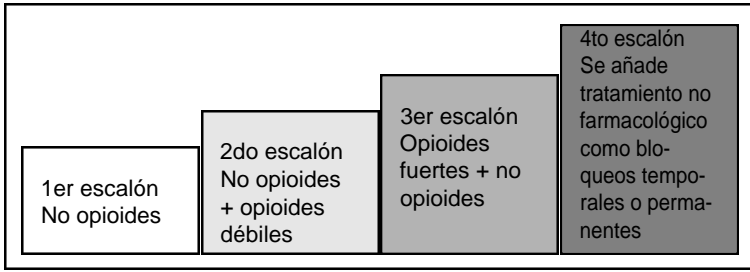 1er escalón
No opioides
2do escalón
No opioides
+ opioides
débiles
3er escalón
Opioides
fuertes + no
opioides
4to escalón
Se añade
tratamiento no
farmacológico
como blo-
queos tempo-
rales o perma-
nentes